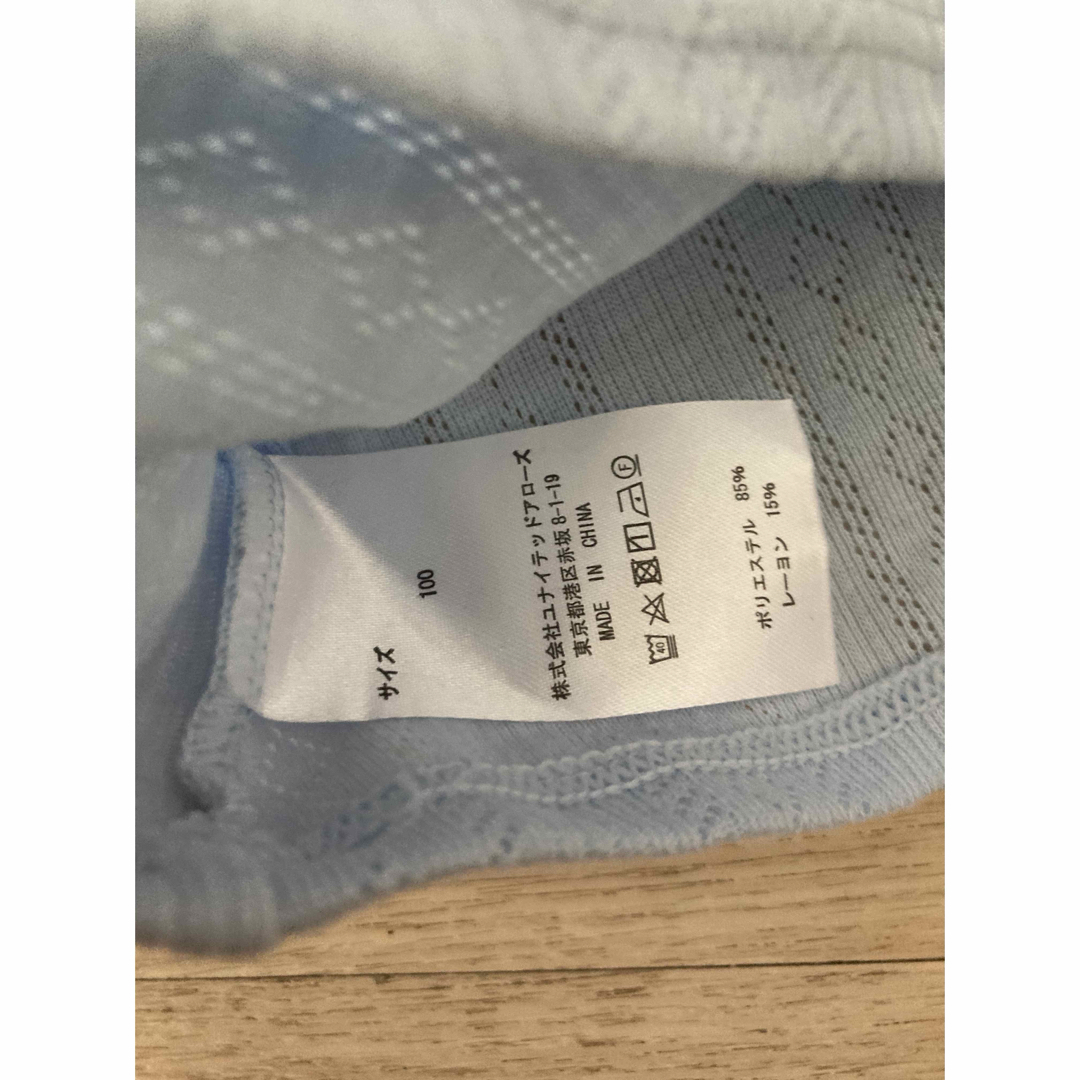 サイズ
100
株式会社ユナイテッドアローズ
東京都港区赤坂8-1-19
MADE IN CHINA
40
F
ポリエステル 85%
レーヨン 15%